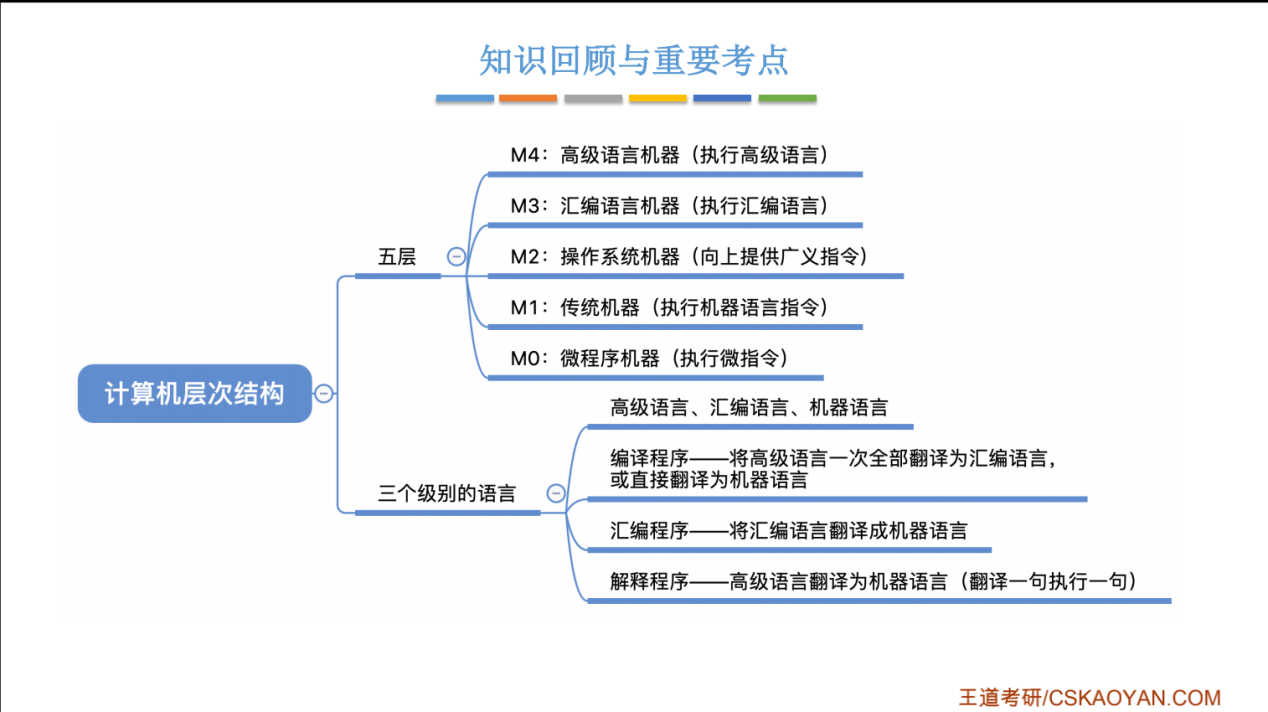 知识回顾与重要考点
M4：高级语言机器（执行高级语言）
M3：汇编语言机器（执行汇编语言）
五层
M2：操作系统机器（向上提供广义指令）
M1：传统机器（执行机器语言指令）
M0：微程序机器（执行微指令）
计算机层次结构
高级语言、汇编语言、机器语言
编译程序——将高级语言一次全部翻译为汇编语言，
或直接翻译为机器语言
三个级别的语言
汇编程序——将汇编语言翻译成机器语言
解释程序——高级语言翻译为机器语言（翻译一句执行一句）
王道考研/CSKAOYAN.COM